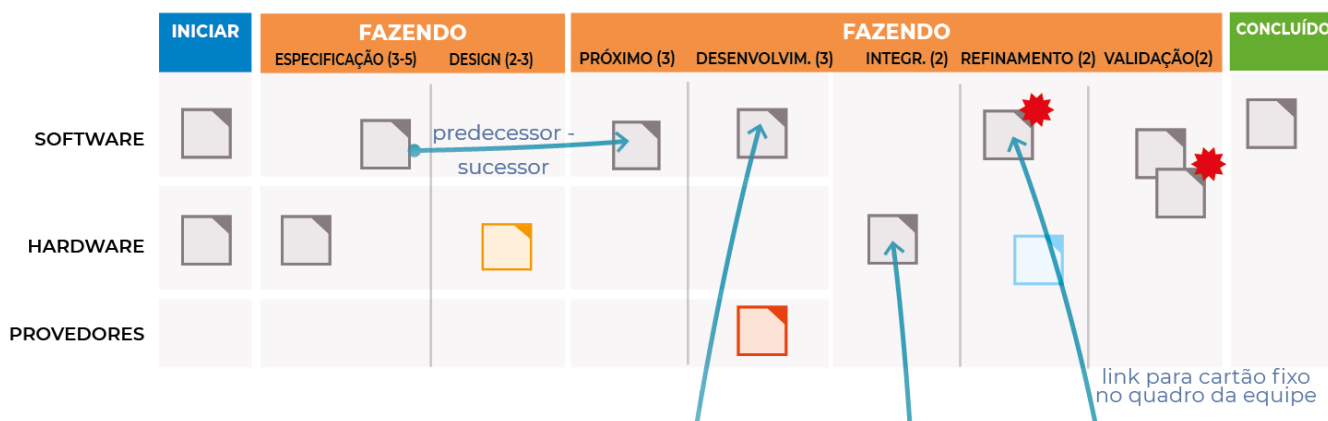 INICIAR
FAZENDO
FAZENDO
CONCLUÍDO
ESPECIFICAÇÃO (3-5)
DESIGN (2-3)
PRÓXIMO (3)
DESENVOLVIM. (3)
INTEGR. (2)
REFINAMENTO (2)
VALIDAÇÃO(2)
SOFTWARE
predecessor -
sucessor
HARDWARE
PROVEDORES
link para cartão fixo
no quadro da equipe